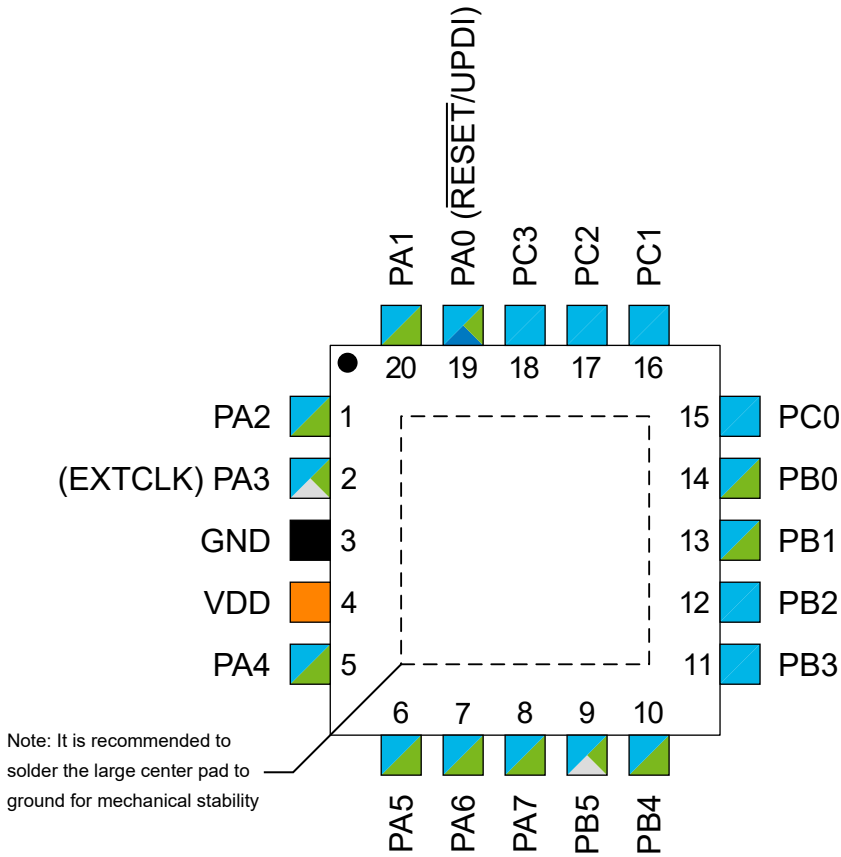 PA1
PA0 (RESET/UPDI)
PC3
PC2
PC1
20
19
18
17
16
PA2
1
(EXTCLK) PA3
2
GND
3
VDD
4
PA4
5
15
PC0
14
PB0
13
PB1
12
PB2
11
PB3
6
7
8
9
10
PA5
PA6
PA7
PB5
PB4
Note: It is recommended to
solder the large center pad to
ground for mechanical stability